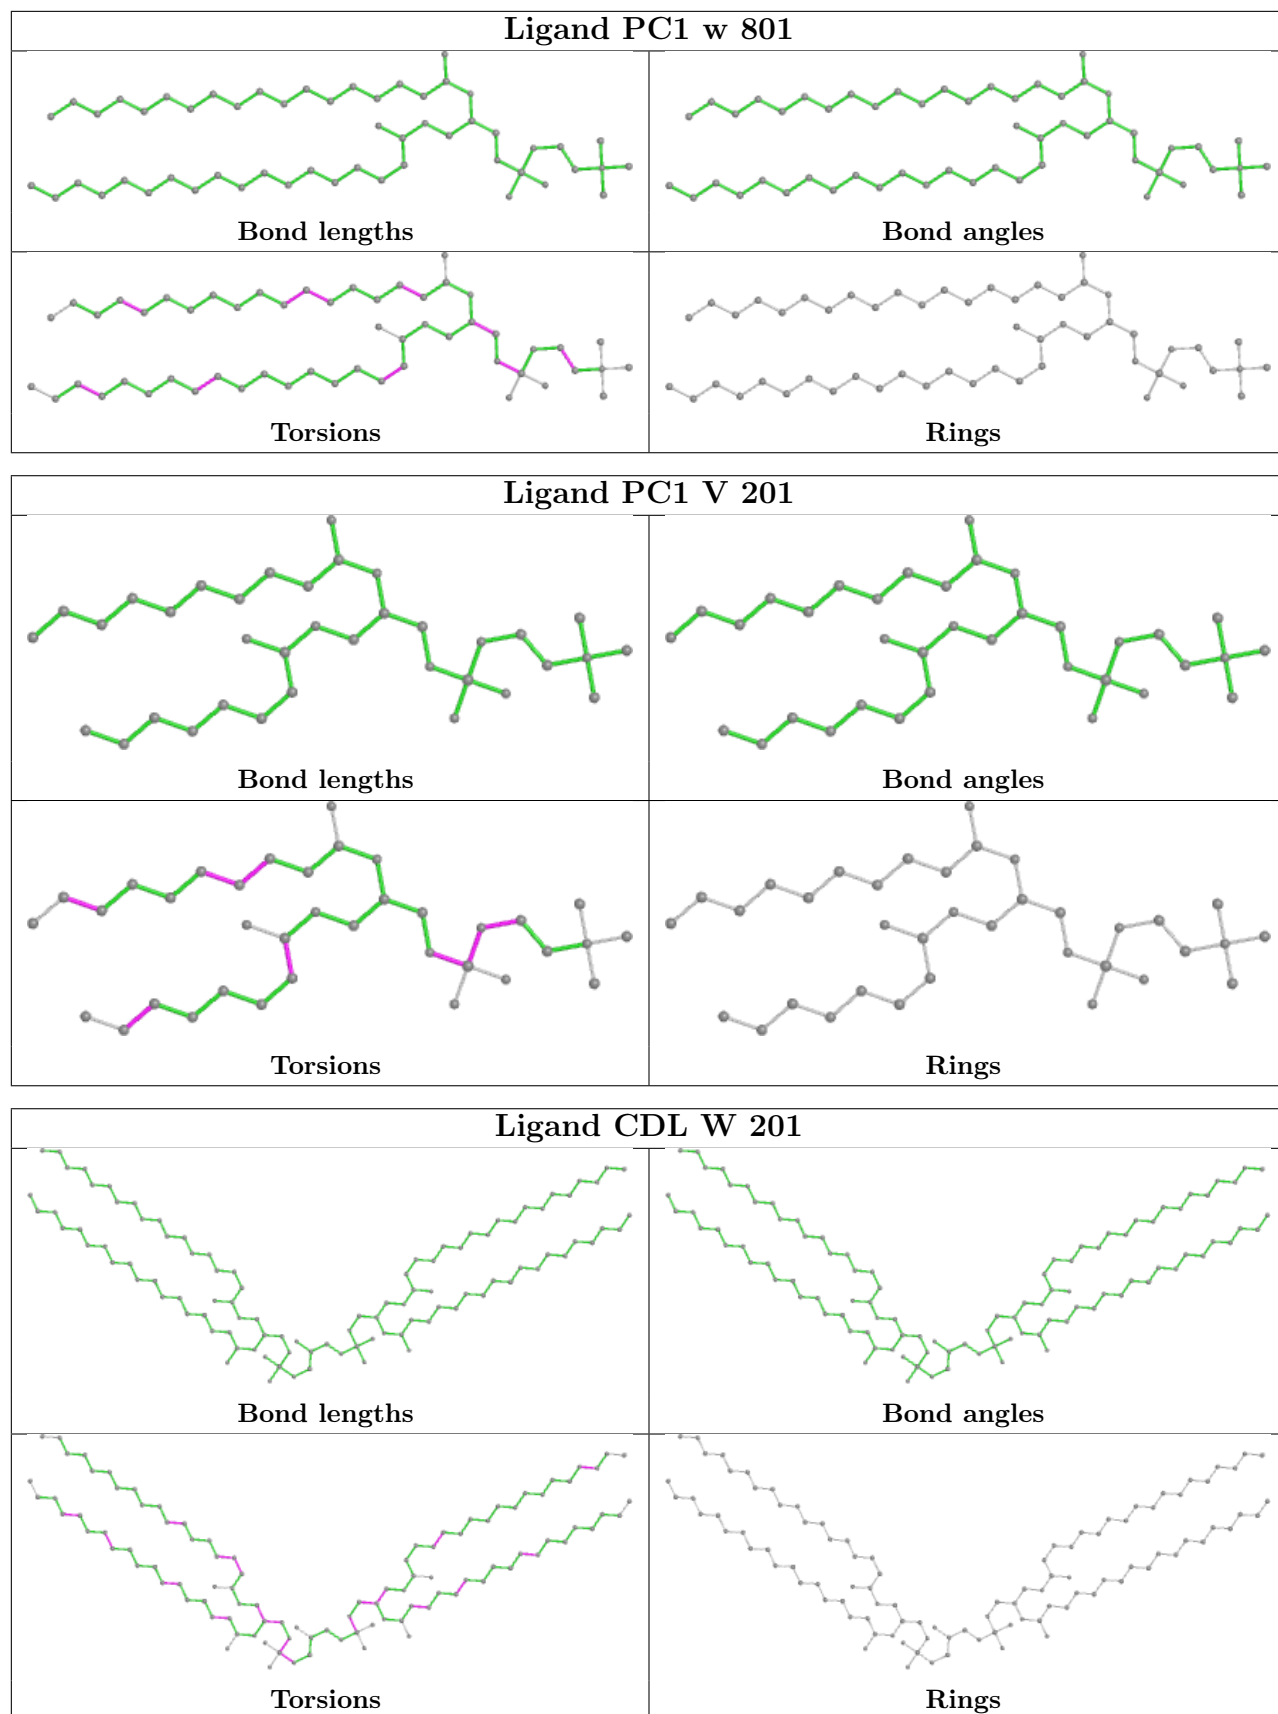 Ligand PC1 w 801
Bond lengths
Bond angles
Torsions
Rings
Ligand PC1 V 201
Bond lengths
Bond angles
Torsions
Rings
Ligand CDL W 201
Bond lengths
Bond angles
Torsions
Rings